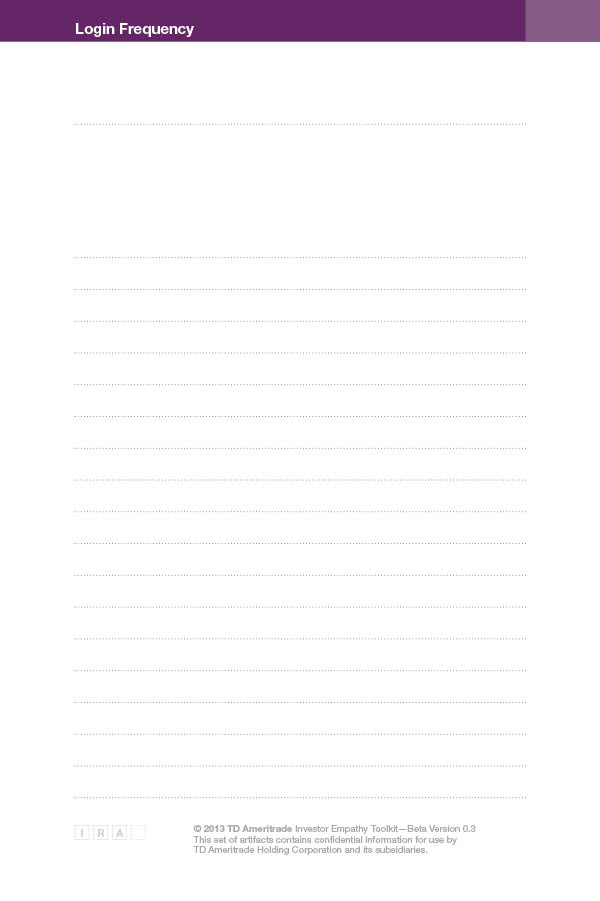 Login Frequency
I R A
© 2013 TD Ameritrade Investor Empathy Toolkit—Beta Version 0.3
This set of artifacts contains confidential information for use by
TD Ameritrade Holding Corporation and its subsidiaries.